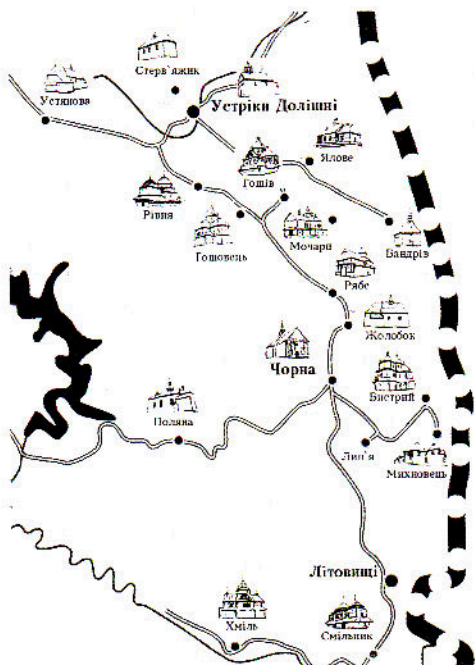 Стерв`яжик
Устянова
Устріки Долішні
Ялове
Гошів
Рівня
Гошовець
Мочари
Бандрів
Рябе
Жолобок
Чорна
Бистрий
Поляна
Лип`я
Михновець
Літовищі
Хміль
Смільник